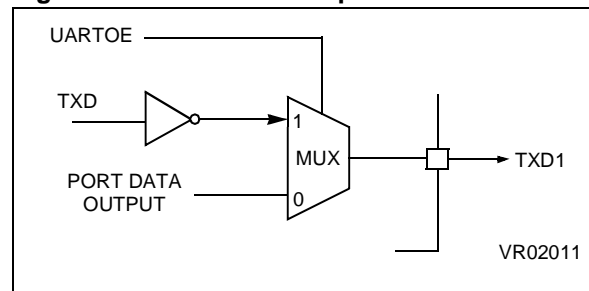 UARTOE
TXD
1
MUX
TXD1
PORT DATA
OUTPUT
0
VR02011